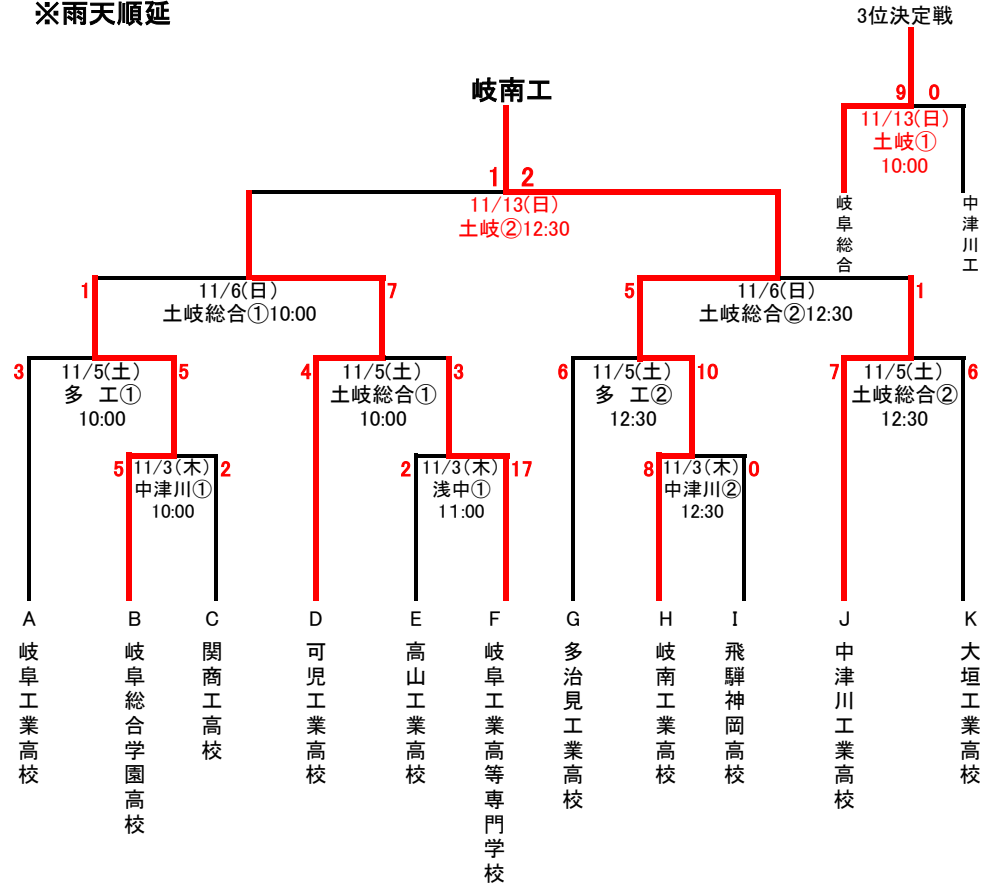 ※雨天順延
3位決定戦
岐南工
9 0
11/13(日)
土岐①
10:00
岐阜総合
中津川工
1 2
11/13(日)
土岐②12:30
1 7
11/6(日)
土岐総合①10:00
5 1
11/6(日)
土岐総合②12:30
3 5
11/5(土)
多 工①
10:00
4 3
11/5(土)
土岐総合①
10:00
6 10
11/5(土)
多 工②
12:30
7 6
11/5(土)
土岐総合②
12:30
5 2
11/3(木)
中津川①
10:00
2 17
11/3(木)
浅中①
11:00
8 0
11/3(木)
中津川②
12:30
A
岐阜工業高校
B
岐阜総合学園高校
C
関商工高校
D
可児工業高校
E
高山工業高校
F
岐阜工業高等専門学校
G
多治見工業高校
H
岐南工業高校
I
飛騨神岡高校
J
中津川工業高校
K
大垣工業高校